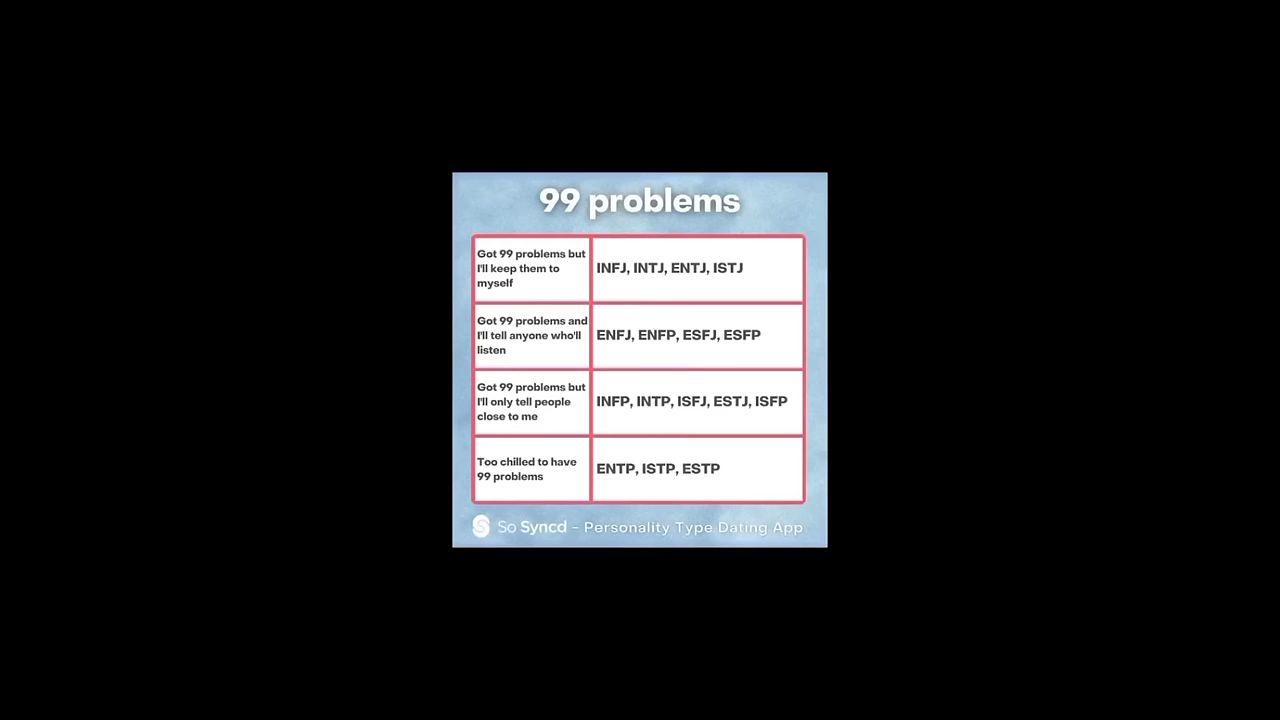 99 problems
Got 99 problems but
I'll keep them to
myself
INFJ, INTJ, ENTJ, ISTJ
Got 99 problems and
I'll tell anyone who'll
listen
ENFJ, ENFP, ESFJ, ESFP
Got 99 problems but
I'll only tell people
close to me
INFP, INTP, ISFJ, ESTJ, ISFP
Too chilled to have
99 problems
ENTP, ISTP, ESTP
So Syncd – Personality Type Dating App